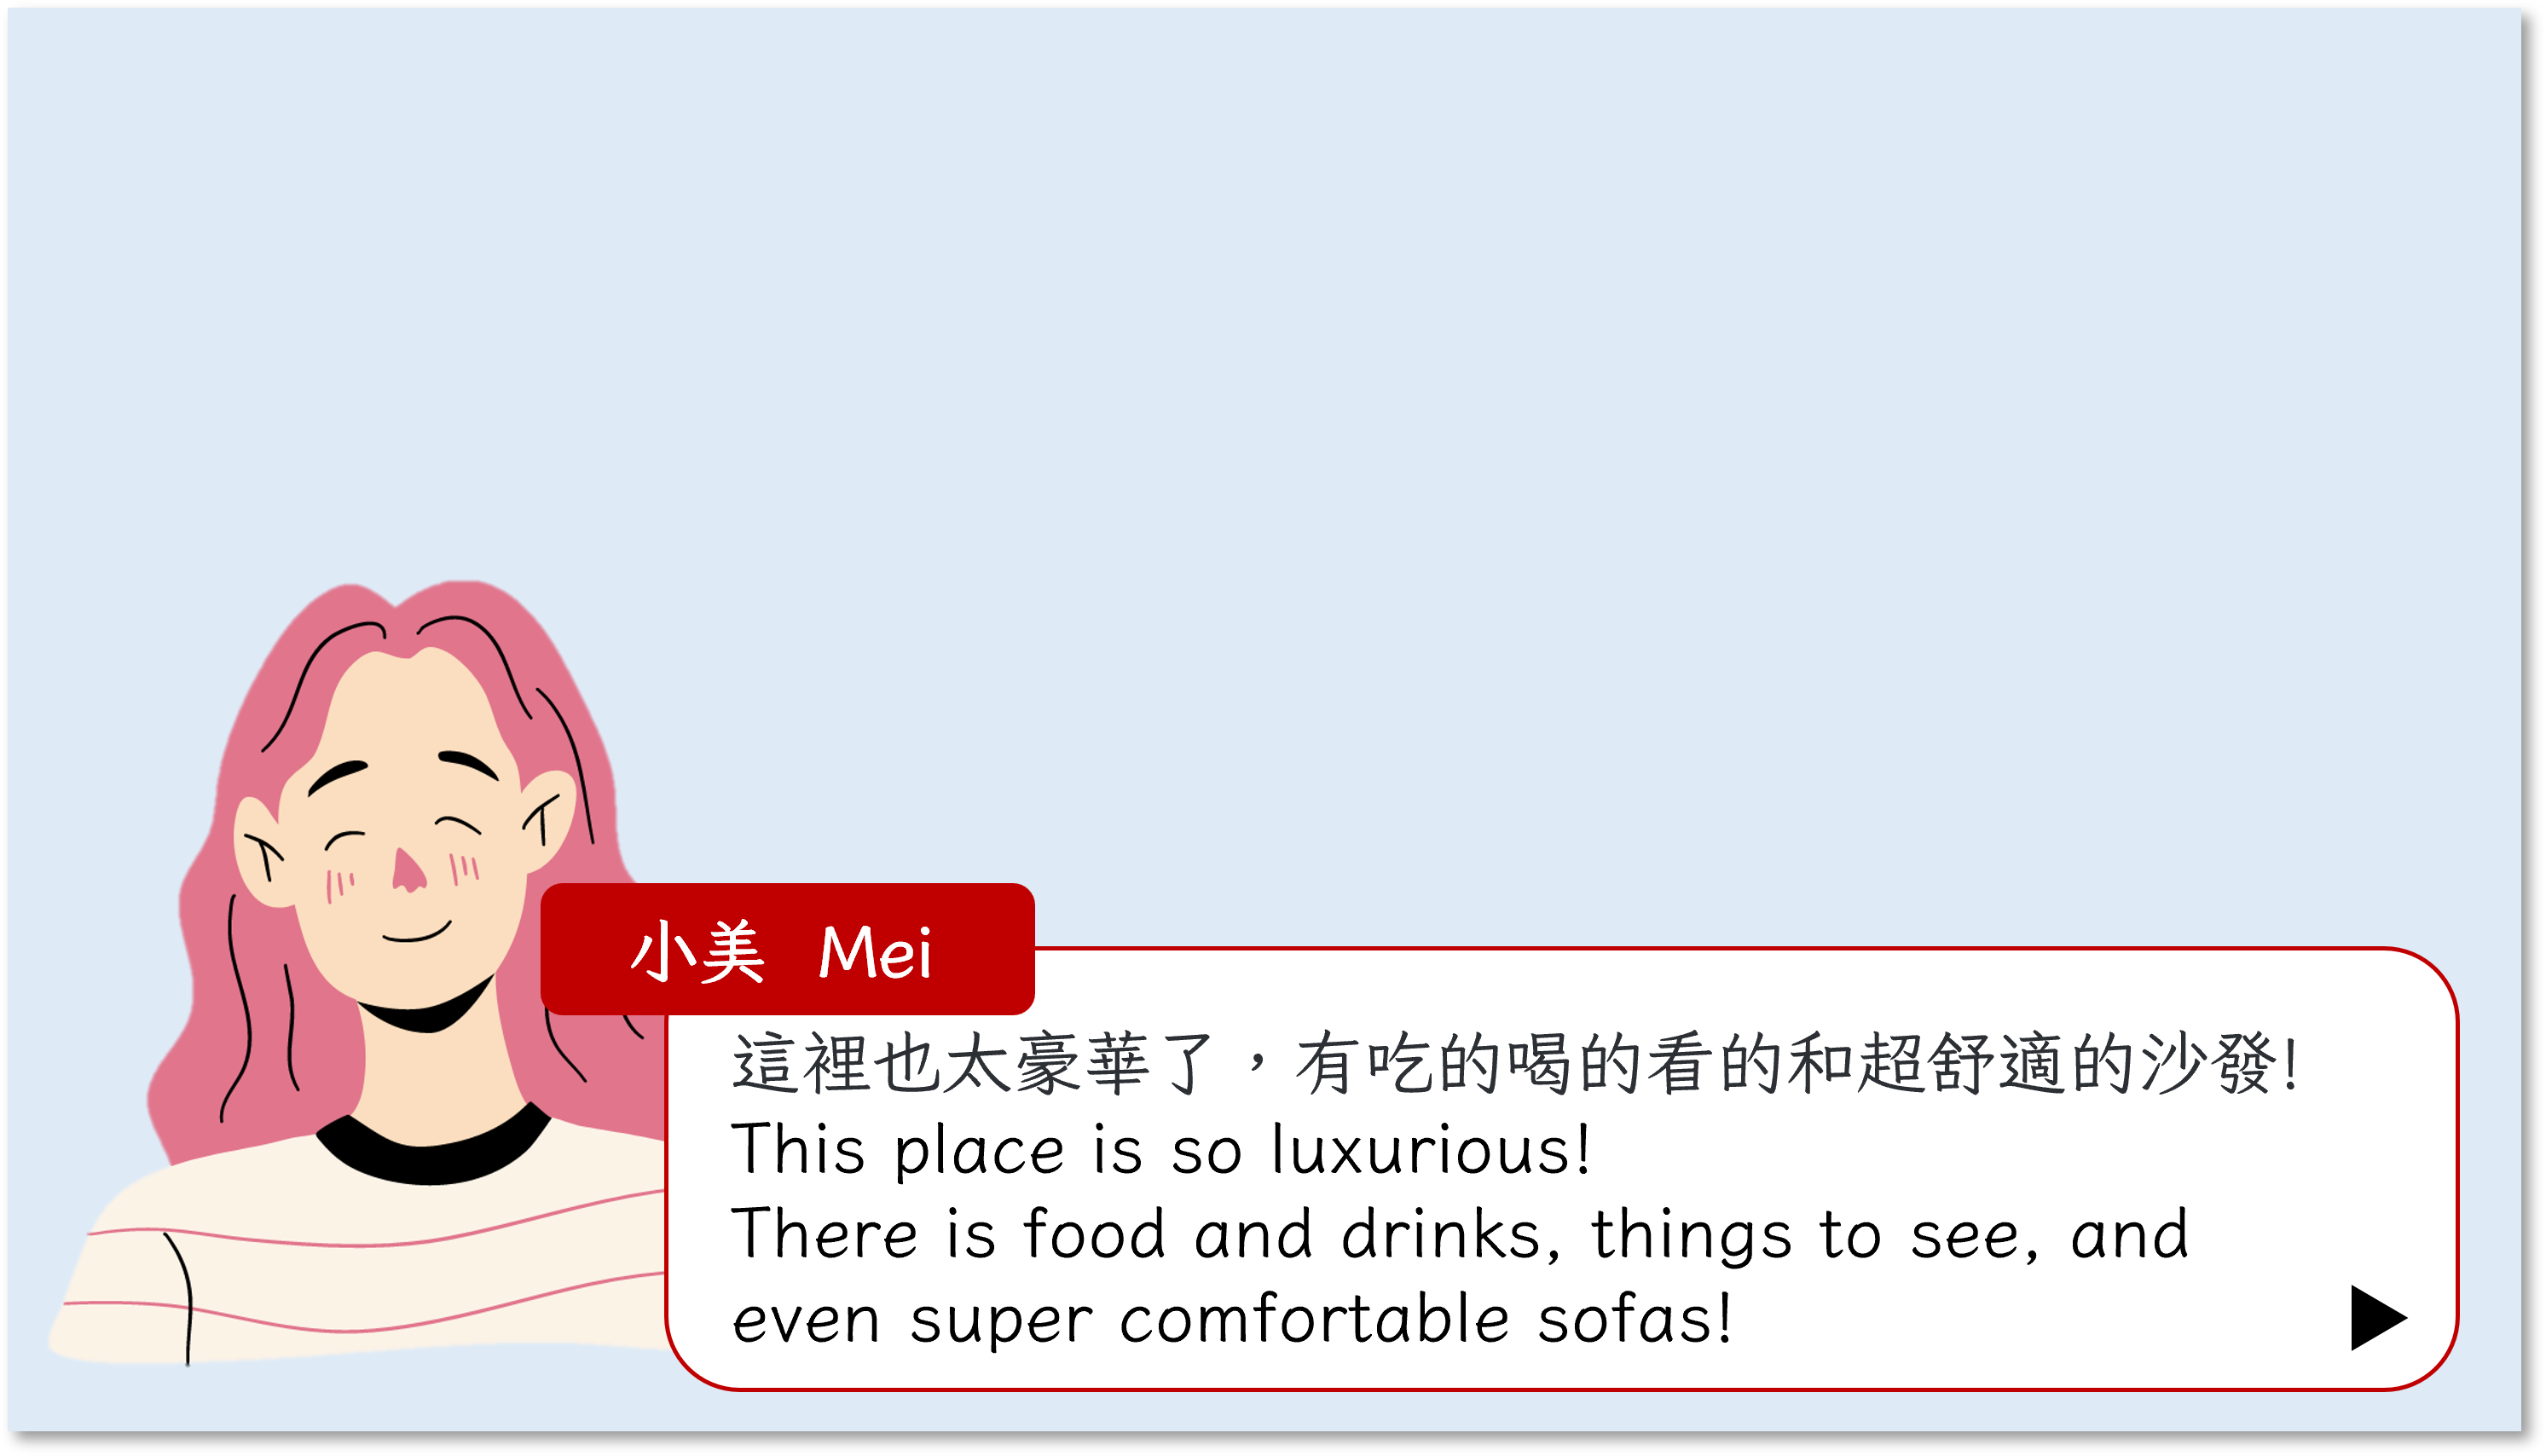 小美 Mei
這裡也太豪華了，有吃的喝的看的和超舒適的沙發!
This place is so luxurious!
There is food and drinks, things to see, and
even super comfortable sofas!